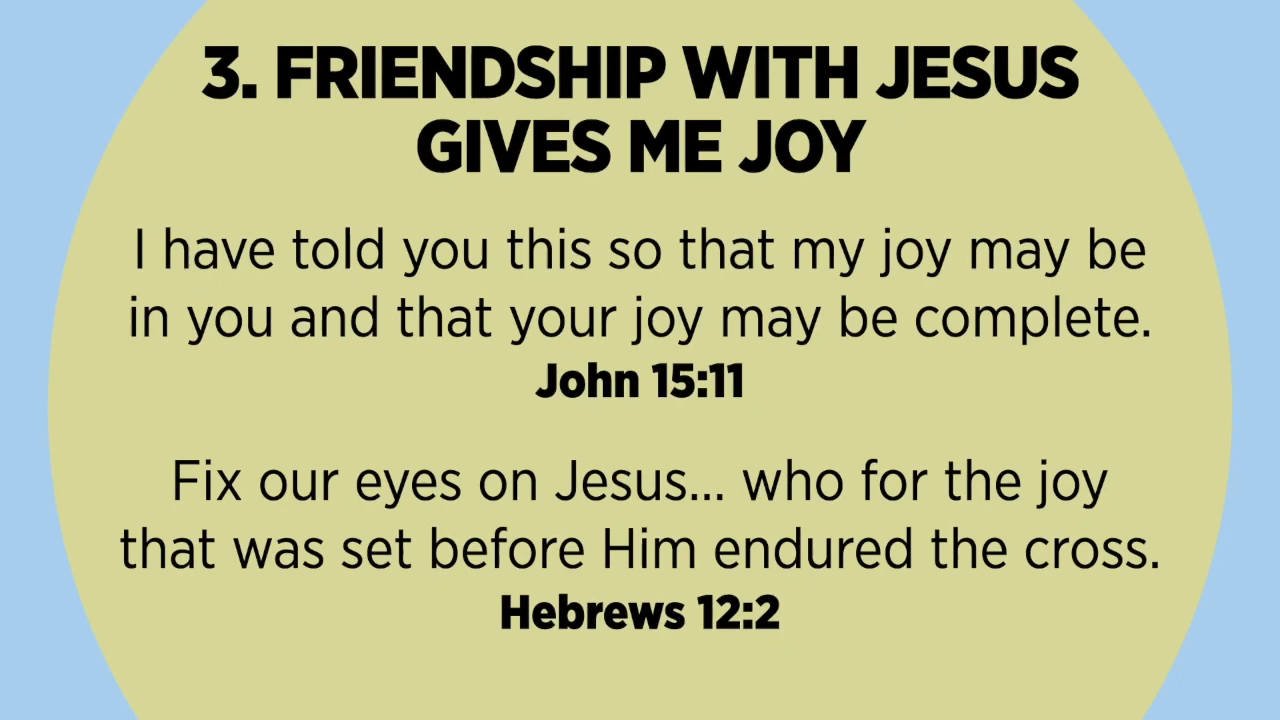 3. FRIENDSHIP WITH JESUS
GIVES ME JOY
I have told you this so that my joy may be
in you and that your joy may be complete.
John 15:11
Fix our eyes on Jesus... who for the joy
that was set before Him endured the cross.
Hebrews 12:2